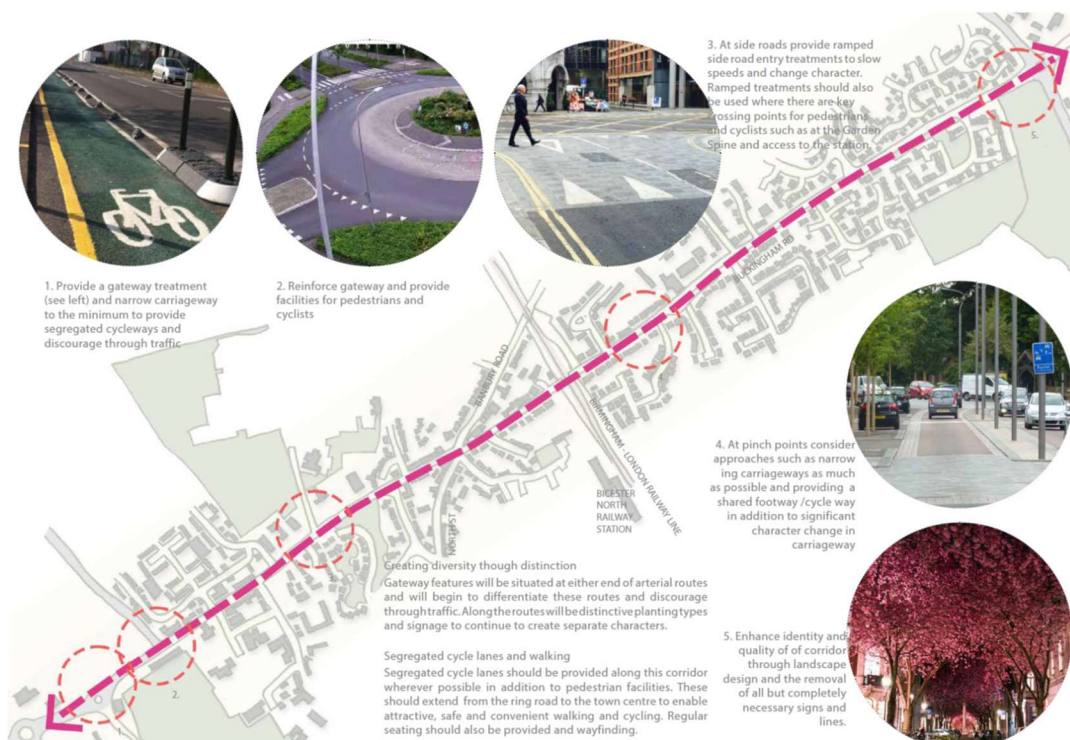 3. At side roads provide ramped
side road entry treatments to slow
speeds and change character.
Ramped treatments should also
be used where there are key
crossing points for pedestrians
and cyclists such as at the Garden
Spine and access to the station.
1. Provide a gateway treatment
(see left) and narrow carriageway
to the minimum to provide
segregated cycleways and
discourage through traffic
2. Reinforce gateway and provide
facilities for pedestrians and
cyclists
5.
BUCKINGHAM RD
BANBURY ROAD
BIRMINGHAM - LONDON RAILWAY LINE
BICESTER
NORTH
RAILWAY
STATION
NORTH ST
4. At pinch points consider
approaches such as narrow
ing carriageways as much
as possible and providing a
shared footway /cycle way
in addition to significant
character change in
carriageway
Creating diversity though distinction
Gateway features will be situated at either end of arterial routes
and will begin to differentiate these routes and discourage
through traffic. Along the routes will be distinctive planting types
and signage to continue to create separate characters.
Segregated cycle lanes and walking
Segregated cycle lanes should be provided along this corridor
wherever possible in addition to pedestrian facilities. These
should extend from the ring road to the town centre to enable
attractive, safe and convenient walking and cycling. Regular
seating should also be provided and wayfinding.
5. Enhance identity and
quality of of corridor
through landscape
design and the removal
of all but completely
necessary signs and
lines.
2.
1.